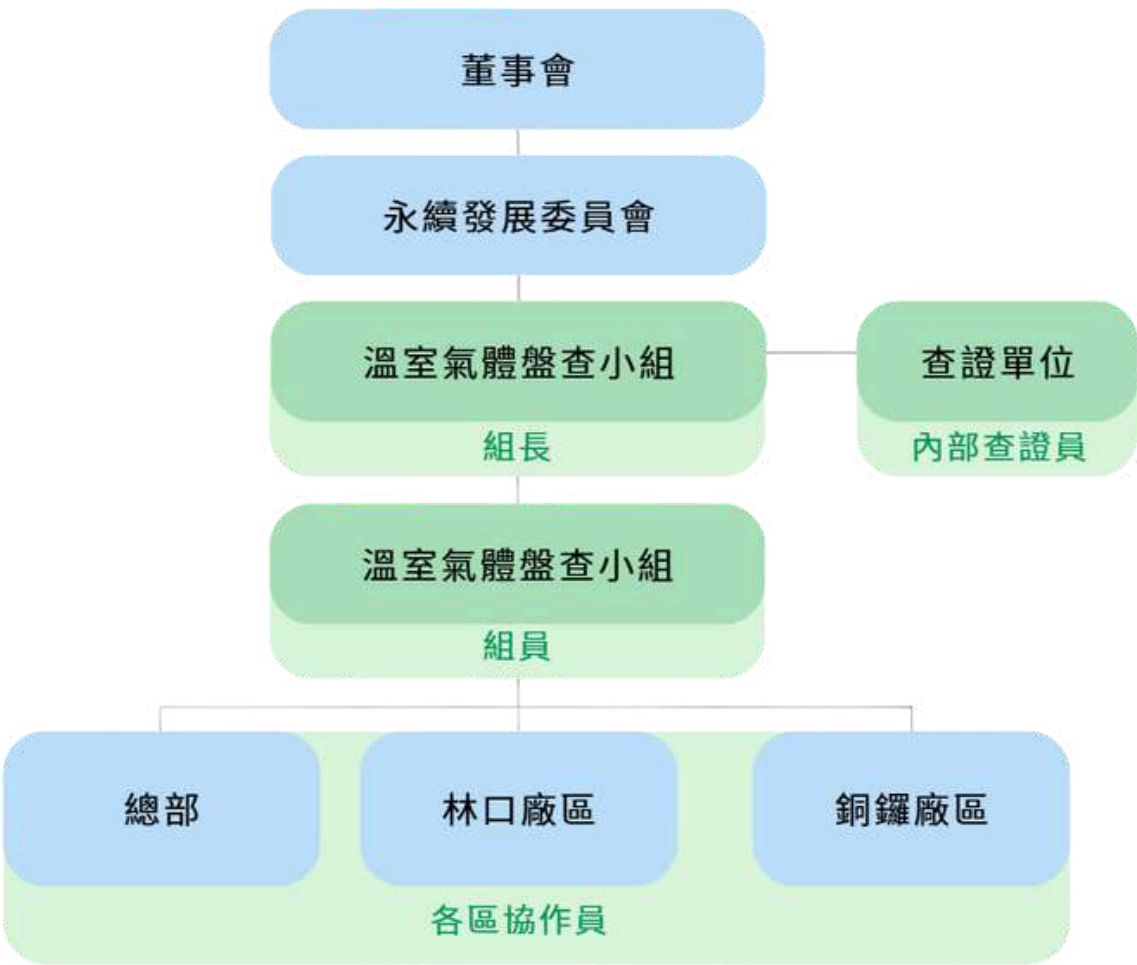 董事會
永續發展委員會
溫室氣體盤查小組
組長
查證單位
內部查證員
溫室氣體盤查小組
組員
總部
林口廠區
銅鑼廠區
各區協作員